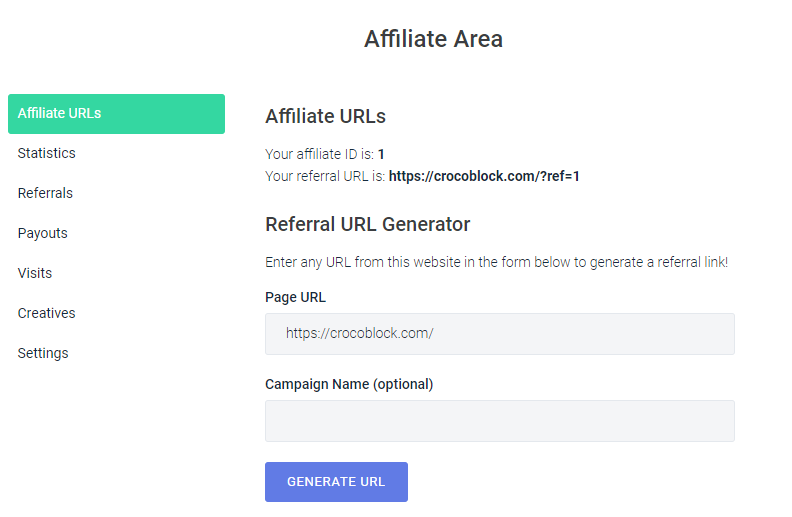 Affiliate Area
Affiliate URLs
Statistics
Referrals
Payouts
Visits
Creatives
Settings
Affiliate URLs
Your affiliate ID is: 1
Your referral URL is: https://crocoblock.com/?ref=1
Referral URL Generator
Enter any URL from this website in the form below to generate a referral link!
Page URL
https://crocoblock.com/
Campaign Name (optional)
GENERATE URL